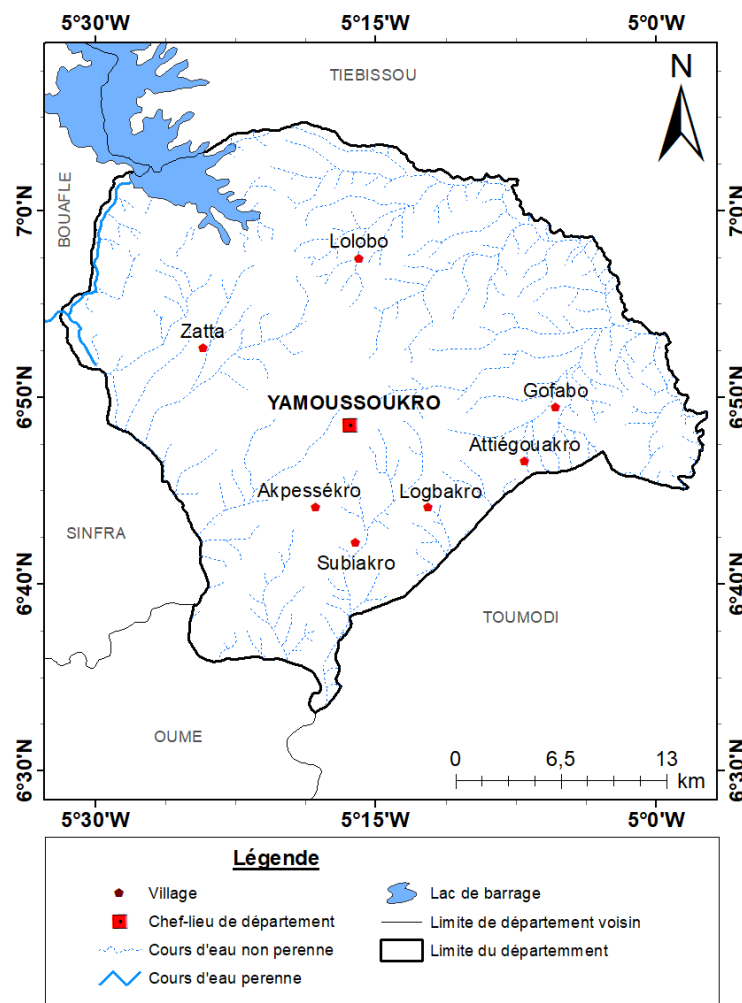 5°30'W 5°15'W 5°0'W
TIEBISSOU
N
BOUAFLE
7°0'N 7°0'N
Lolobo
Zatta
6°50'N 6°50'N
YAMOUSSOUKRO
Gofabo
Attiégouakro
Akpessékro Logbakro
SINFRA
Subiakro
6°40'N 6°40'N
TOUMODI
OUME
0 6,5 13
km
6°30'N 6°30'N
5°30'W 5°15'W 5°0'W
Légende
Village
Lac de barrage
Chef-lieu de département
Limite de département voisin
Cours d'eau non perenne
Limite du départemment
Cours d'eau perenne